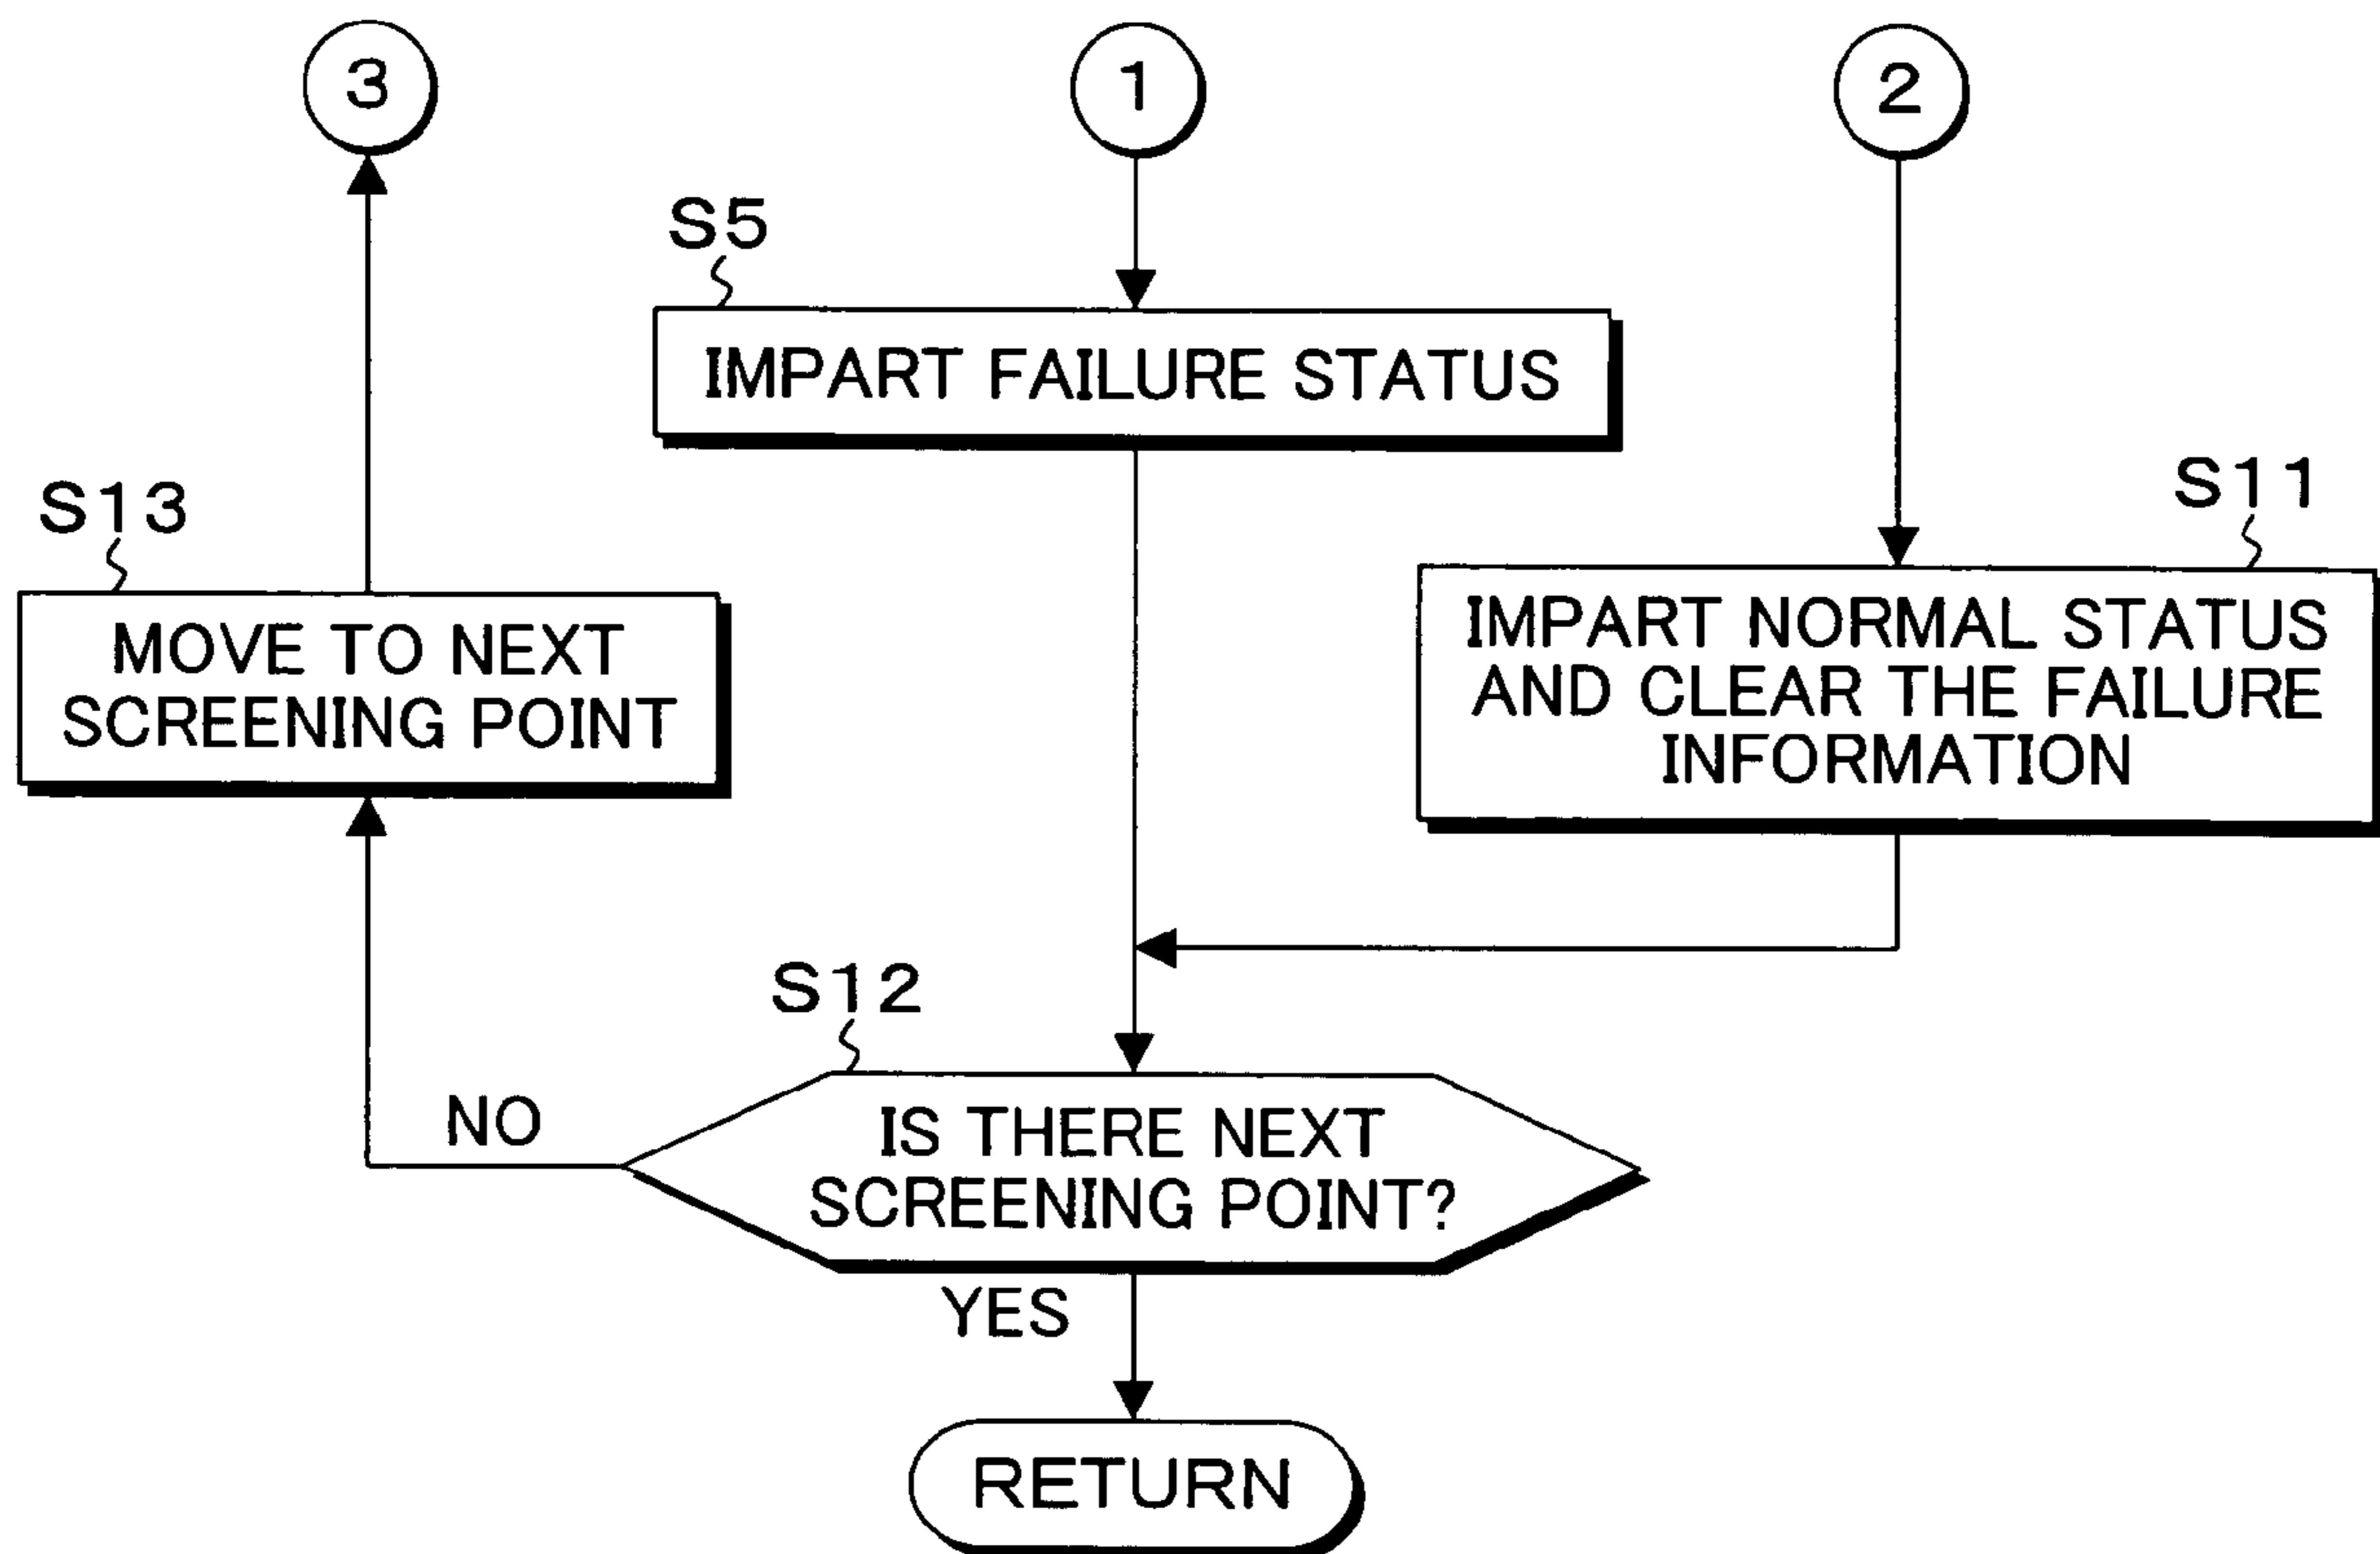 3
1
2
S5
IMPART FAILURE STATUS
S13
S11
MOVE TO NEXT
SCREENING POINT
IMPART NORMAL STATUS
AND CLEAR THE FAILURE
INFORMATION
S12
NO
IS THERE NEXT
SCREENING POINT?
YES
RETURN